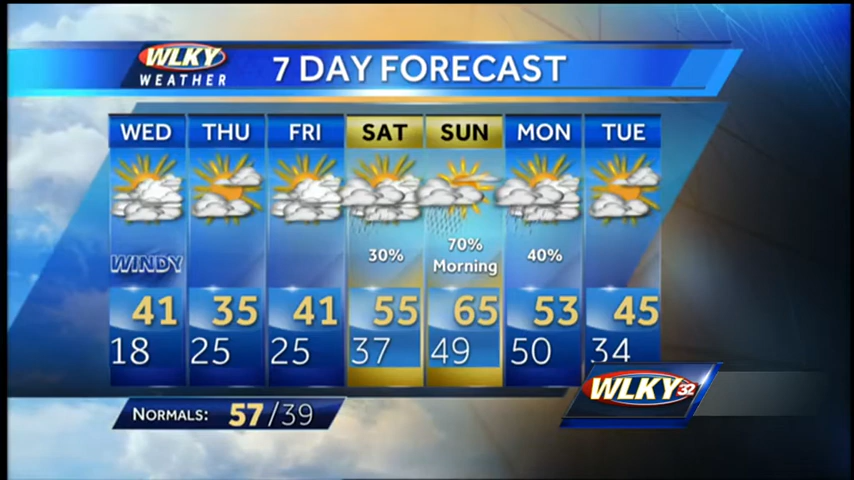 WLKY
WEATHER
7 DAY FORECAST
WED THU FRI SAT SUN MON TUE
WINDY 30% 70% 40%
Morning
41 35 41 55 65 53 45
18 25 25 37 49 50 34
NORMALS: 57/39
WLKY 32